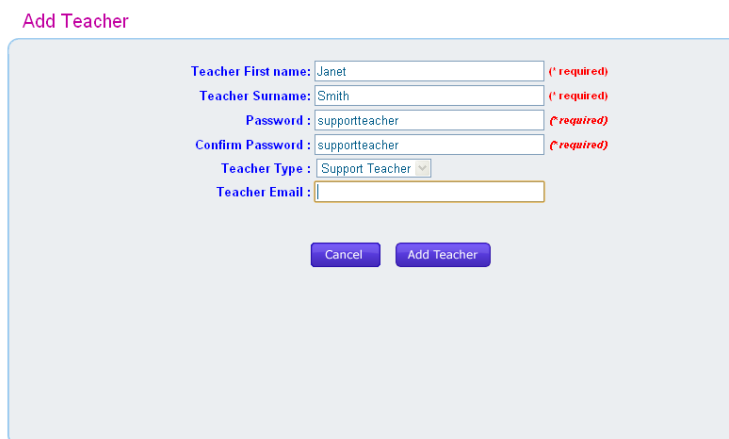 Add Teacher
Teacher First name: Janet (* required)
Teacher Surname: Smith (* required)
Password : supportteacher (*required)
Confirm Password : supportteacher (*required)
Teacher Type : Support Teacher
Teacher Email :
Cancel Add Teacher